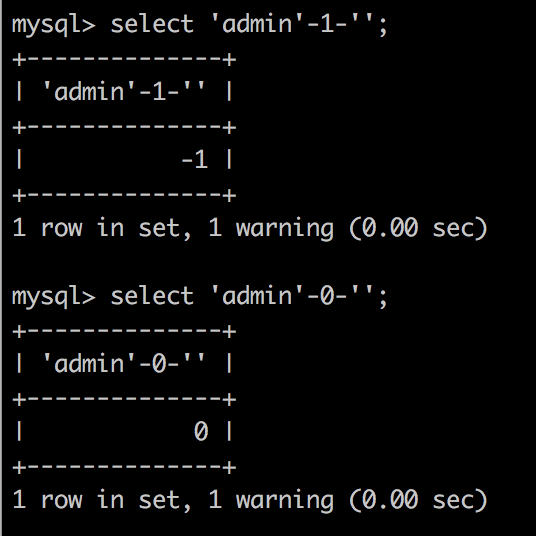 mysql> select 'admin'-1-'';
+--------------+
| 'admin'-1-'' |
+--------------+
|           -1 |
+--------------+
1 row in set, 1 warning (0.00 sec)
mysql> select 'admin'-0-'';
+--------------+
| 'admin'-0-'' |
+--------------+
|            0 |
+--------------+
1 row in set, 1 warning (0.00 sec)